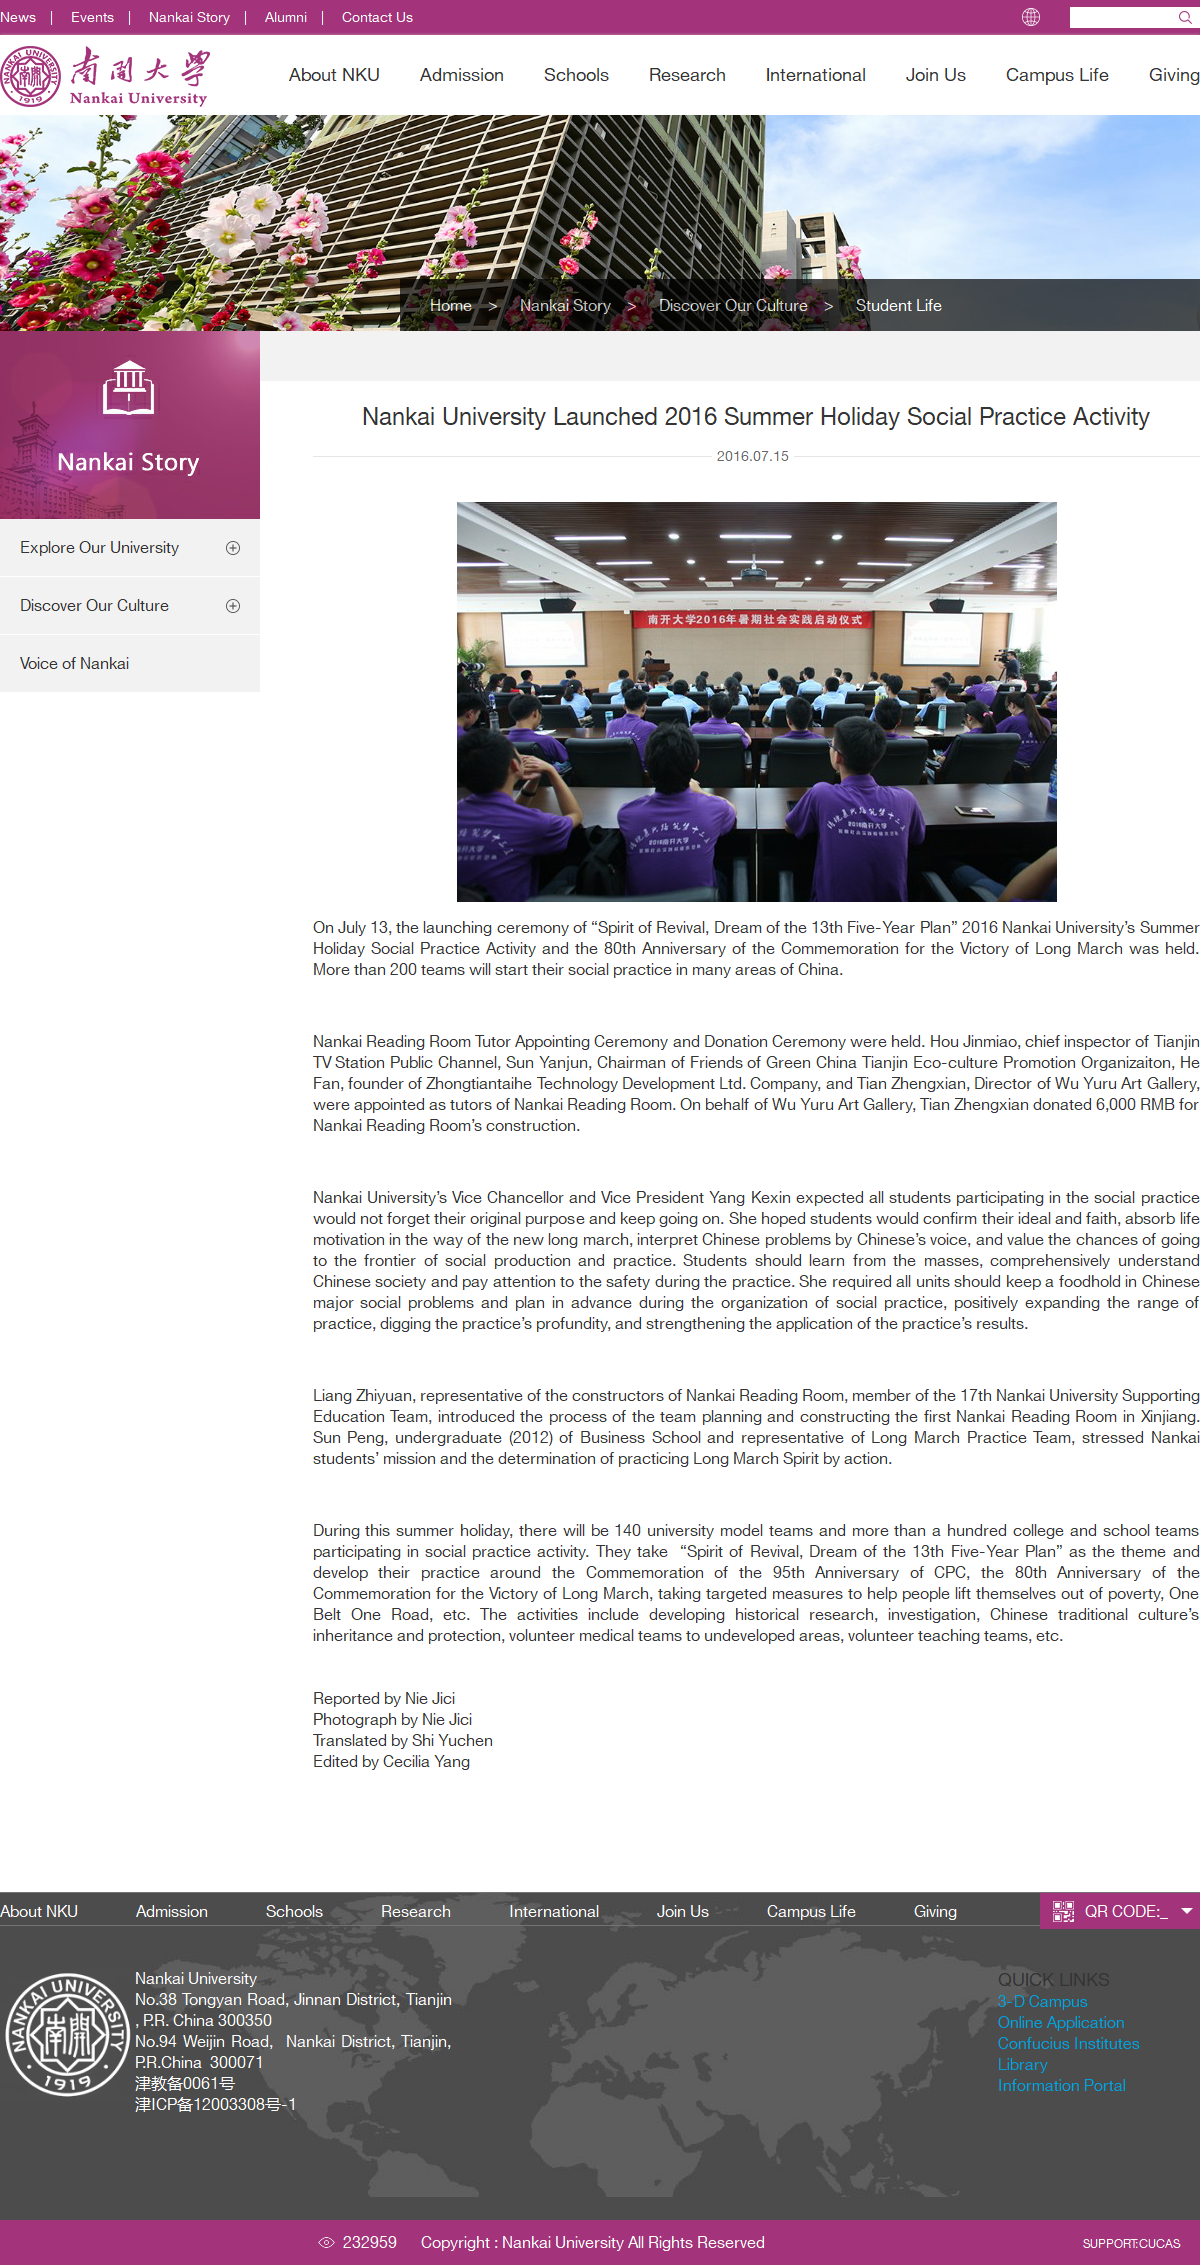 News | Events | Nankai Story | Alumni | Contact Us
NANKAI UNIVERSITY
1919
南開大學
Nankai University
About NKU Admission Schools Research International Join Us Campus Life Giving
Home > Nankai Story > Discover Our Culture > Student Life
Nankai Story
Explore Our University
Discover Our Culture
Voice of Nankai
Nankai University Launched 2016 Summer Holiday Social Practice Activity
2016.07.15
南开大学2016年暑期社会实践启动仪式
2016南开大学
On July 13, the launching ceremony of “Spirit of Revival, Dream of the 13th Five-Year Plan” 2016 Nankai University’s Summer
Holiday Social Practice Activity and the 80th Anniversary of the Commemoration for the Victory of Long March was held.
More than 200 teams will start their social practice in many areas of China.
Nankai Reading Room Tutor Appointing Ceremony and Donation Ceremony were held. Hou Jinmiao, chief inspector of Tianjin
TV Station Public Channel, Sun Yanjun, Chairman of Friends of Green China Tianjin Eco-culture Promotion Organizaiton, He
Fan, founder of Zhongtiantaihe Technology Development Ltd. Company, and Tian Zhengxian, Director of Wu Yuru Art Gallery,
were appointed as tutors of Nankai Reading Room. On behalf of Wu Yuru Art Gallery, Tian Zhengxian donated 6,000 RMB for
Nankai Reading Room’s construction.
Nankai University’s Vice Chancellor and Vice President Yang Kexin expected all students participating in the social practice
would not forget their original purpose and keep going on. She hoped students would confirm their ideal and faith, absorb life
motivation in the way of the new long march, interpret Chinese problems by Chinese’s voice, and value the chances of going
to the frontier of social production and practice. Students should learn from the masses, comprehensively understand
Chinese society and pay attention to the safety during the practice. She required all units should keep a foodhold in Chinese
major social problems and plan in advance during the organization of social practice, positively expanding the range of
practice, digging the practice’s profundity, and strengthening the application of the practice’s results.
Liang Zhiyuan, representative of the constructors of Nankai Reading Room, member of the 17th Nankai University Supporting
Education Team, introduced the process of the team planning and constructing the first Nankai Reading Room in Xinjiang.
Sun Peng, undergraduate (2012) of Business School and representative of Long March Practice Team, stressed Nankai
students’ mission and the determination of practicing Long March Spirit by action.
During this summer holiday, there will be 140 university model teams and more than a hundred college and school teams
participating in social practice activity. They take “Spirit of Revival, Dream of the 13th Five-Year Plan” as the theme and
develop their practice around the Commemoration of the 95th Anniversary of CPC, the 80th Anniversary of the
Commemoration for the Victory of Long March, taking targeted measures to help people lift themselves out of poverty, One
Belt One Road, etc. The activities include developing historical research, investigation, Chinese traditional culture’s
inheritance and protection, volunteer medical teams to undeveloped areas, volunteer teaching teams, etc.
Reported by Nie Jici
Photograph by Nie Jici
Translated by Shi Yuchen
Edited by Cecilia Yang
About NKU Admission Schools Research International Join Us Campus Life Giving QR CODE:_
NANKAI UNIVERSITY
1919
Nankai University
No.38 Tongyan Road, Jinnan District, Tianjin
, P.R. China 300350
No.94 Weijin Road, Nankai District, Tianjin,
P.R.China 300071
津教备0061号
津ICP备12003308号-1
QUICK LINKS
3-D Campus
Online Application
Confucius Institutes
Library
Information Portal
232959 Copyright : Nankai University All Rights Reserved SUPPORT:CUCAS